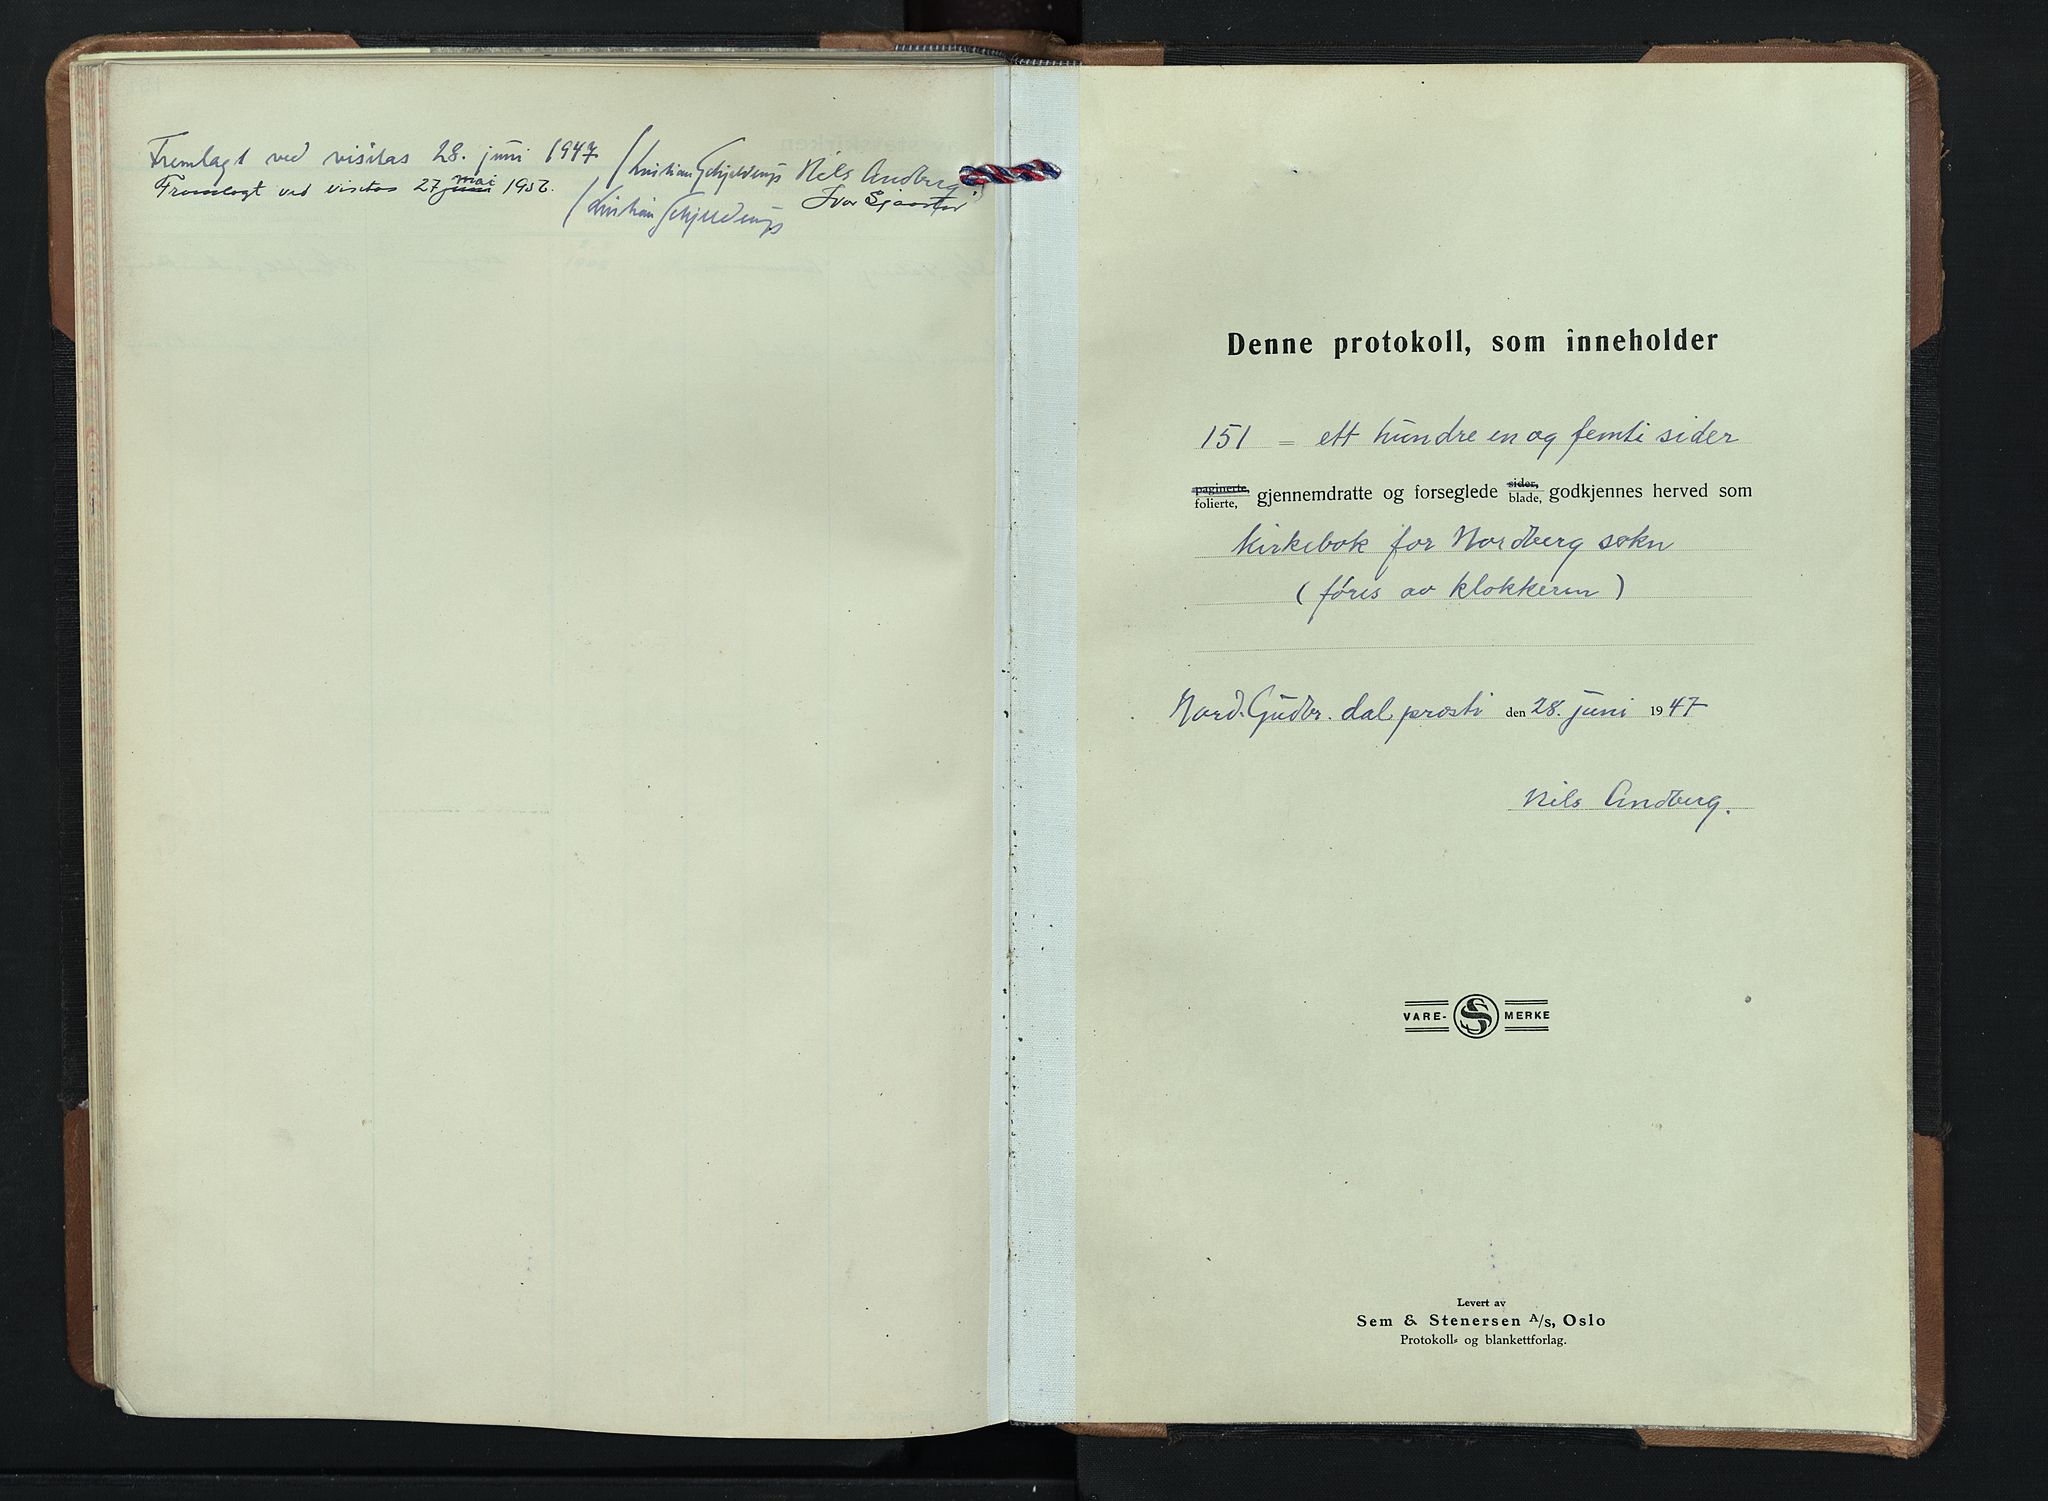 Fremlagt ved visitas 28. juni 1947 / Kristian Schjelderup Nils Andberg.
Fremlagt ved visitas 27 juni mai 1952. Ivar
/ Kristian Schjelderup
Denne protokoll, som inneholder
151 = ett hundre en og femti sider
paginerte, folierte, gjennemdratte og forseglede sider, blade, godkjennes herved som
kirkebok for Nordberg sokn
( føres av klokkeren )
Nord-Gudbr.dal prosti den 28. juni 1947
Nils Andberg.
VARE- S MERKE
Levert av
Sem & Stenersen A/s, Oslo
Protokoll- og blankettforlag.